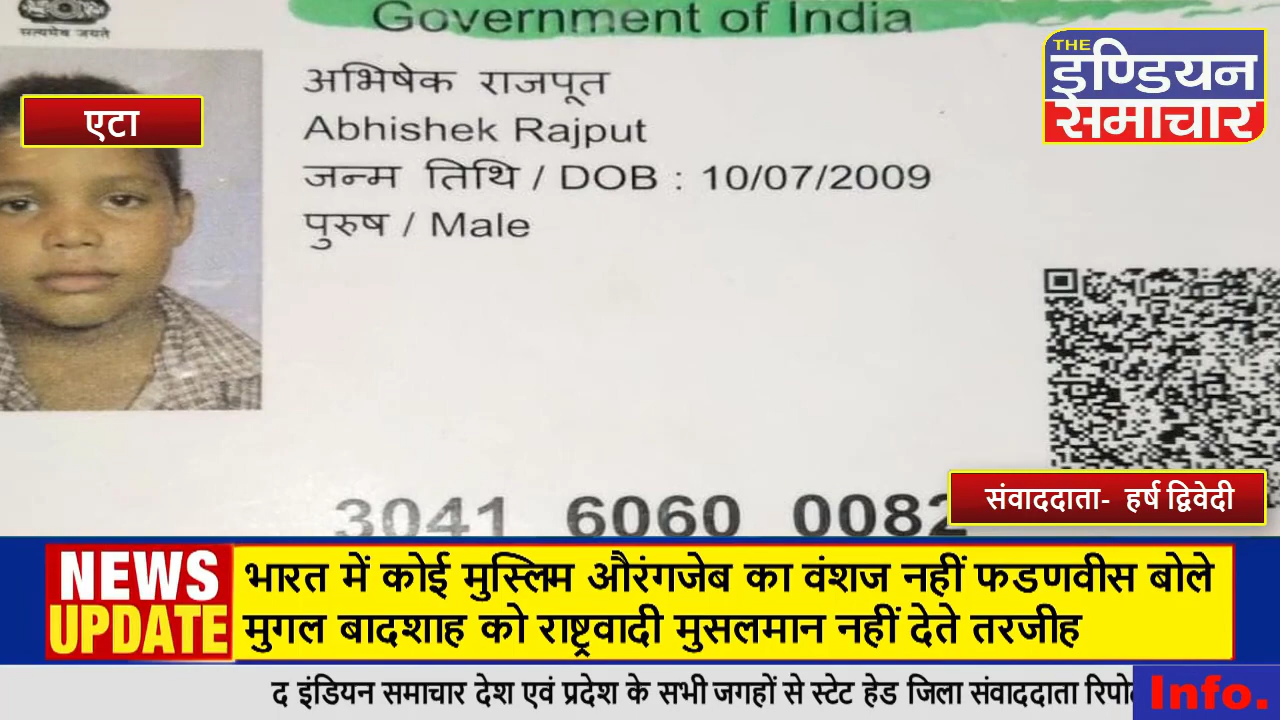 Government of India
सत्यमेव जयते
अभिषेक राजपूत
Abhishek Rajput
जन्म तिथि / DOB : 10/07/2009
पुरुष / Male
3041 6060 0082
एटा
THE
इण्डियन
समाचार
संवाददाता- हर्ष द्विवेदी
NEWS
UPDATE
भारत में कोई मुस्लिम औरंगजेब का वंशज नहीं फडणवीस बोले
मुगल बादशाह को राष्ट्रवादी मुसलमान नहीं देते तरजीह
द इंडियन समाचार देश एवं प्रदेश के सभी जगहों से स्टेट हेड जिला संवाददाता
Info.